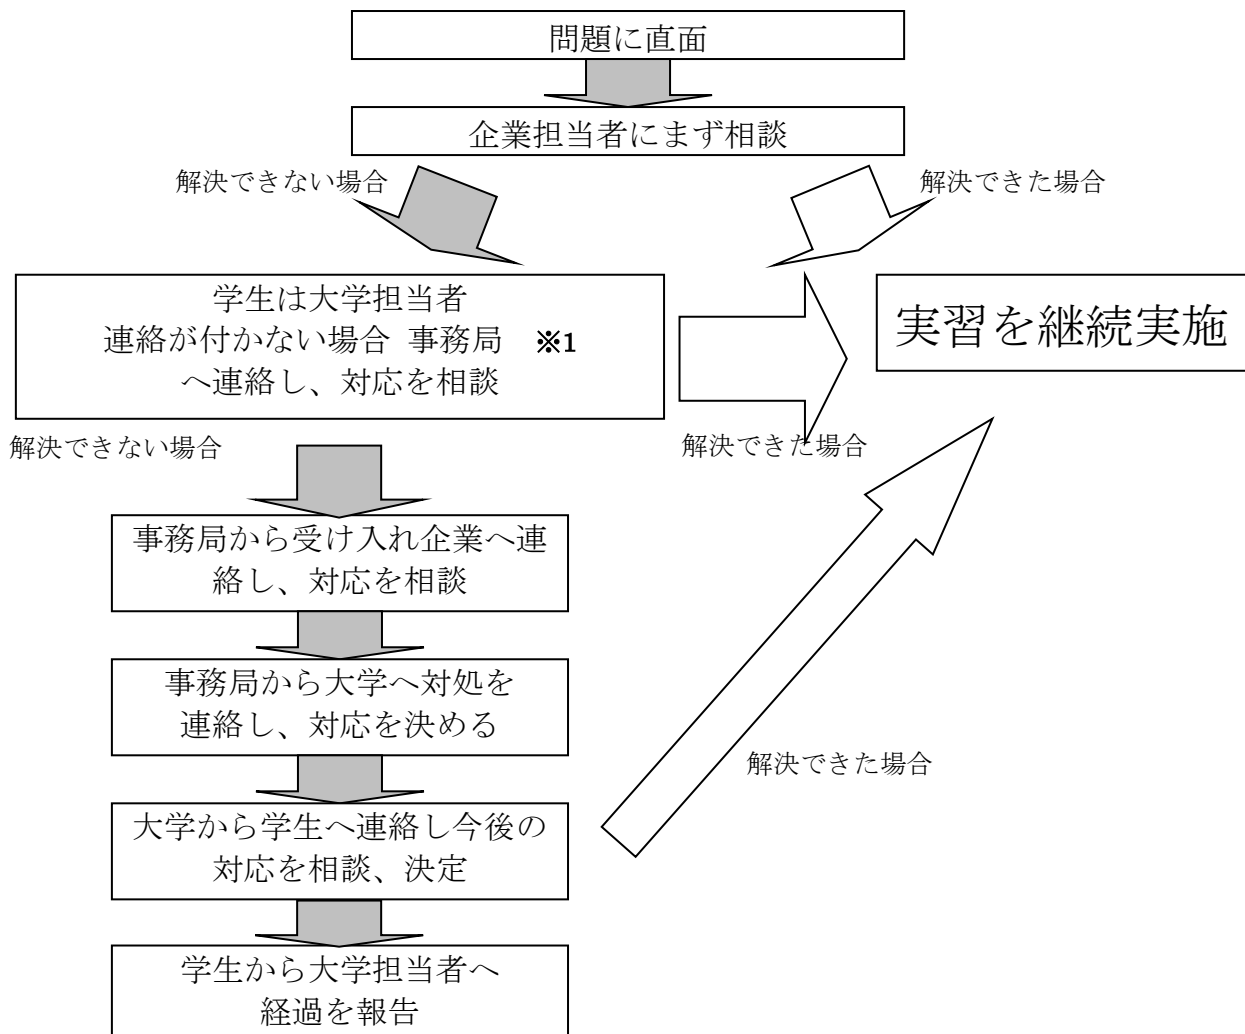 問題に直面
企業担当者にまず相談
解決できない場合
解決できた場合
学生は大学担当者
連絡が付かない場合 事務局 ※1
へ連絡し、対応を相談
実習を継続実施
解決できない場合
解決できた場合
事務局から受け入れ企業へ連
絡し、対応を相談
事務局から大学へ対処を
連絡し、対応を決める
解決できた場合
大学から学生へ連絡し今後の
対応を相談、決定
学生から大学担当者へ
経過を報告